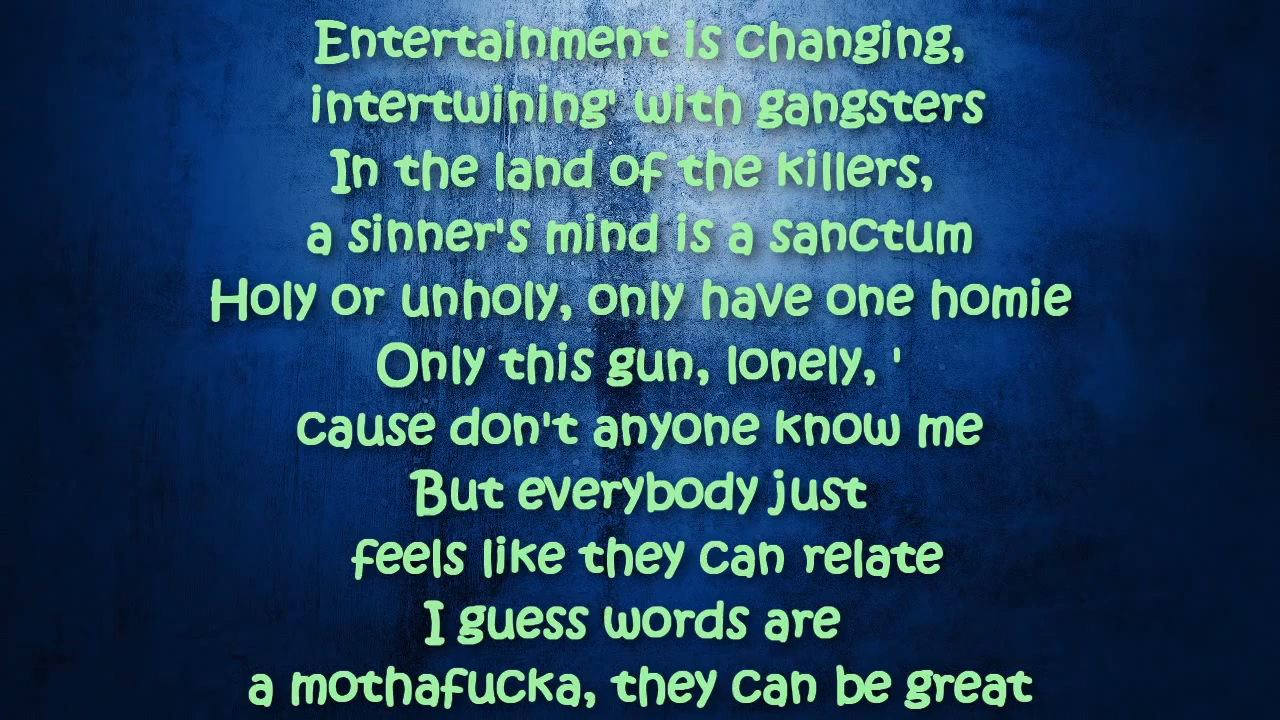 Entertainment is changing,
intertwining' with gangsters
In the land of the killers,
a sinner's mind is a sanctum
Holy or unholy, only have one homie
Only this gun, lonely, '
cause don't anyone know me
But everybody just
feels like they can relate
I guess words are
a mothafucka, they can be great